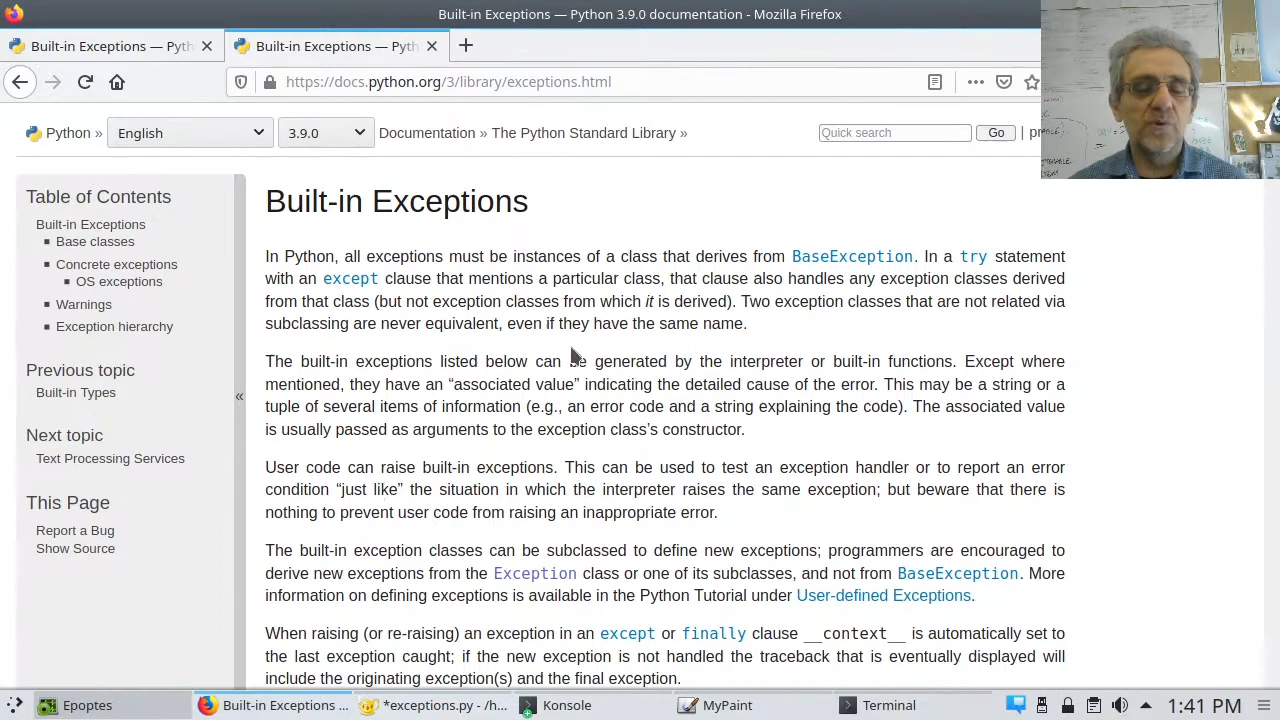 Built-in Exceptions — Python 3.9.0 documentation - Mozilla Firefox
Built-in Exceptions — Pyth
Built-in Exceptions — Pyth
https://docs.python.org/3/library/exceptions.html
Python » English 3.9.0 Documentation » The Python Standard Library » Quick search Go |
Table of Contents
Built-in Exceptions
Base classes
Concrete exceptions
OS exceptions
Warnings
Exception hierarchy
Previous topic
Built-in Types
Next topic
Text Processing Services
This Page
Report a Bug
Show Source
«
Built-in Exceptions
In Python, all exceptions must be instances of a class that derives from BaseException. In a try statement
with an except clause that mentions a particular class, that clause also handles any exception classes derived
from that class (but not exception classes from which it is derived). Two exception classes that are not related via
subclassing are never equivalent, even if they have the same name.
The built-in exceptions listed below can be generated by the interpreter or built-in functions. Except where
mentioned, they have an “associated value” indicating the detailed cause of the error. This may be a string or a
tuple of several items of information (e.g., an error code and a string explaining the code). The associated value
is usually passed as arguments to the exception class’s constructor.
User code can raise built-in exceptions. This can be used to test an exception handler or to report an error
condition “just like” the situation in which the interpreter raises the same exception; but beware that there is
nothing to prevent user code from raising an inappropriate error.
The built-in exception classes can be subclassed to define new exceptions; programmers are encouraged to
derive new exceptions from the Exception class or one of its subclasses, and not from BaseException. More
information on defining exceptions is available in the Python Tutorial under User-defined Exceptions.
When raising (or re-raising) an exception in an except or finally clause __context__ is automatically set to
the last exception caught; if the new exception is not handled the traceback that is eventually displayed will
include the originating exception(s) and the final exception.
Epoptes
Built-in Exceptions ...
*exceptions.py - /h...
Konsole
MyPaint
Terminal
1:41 PM